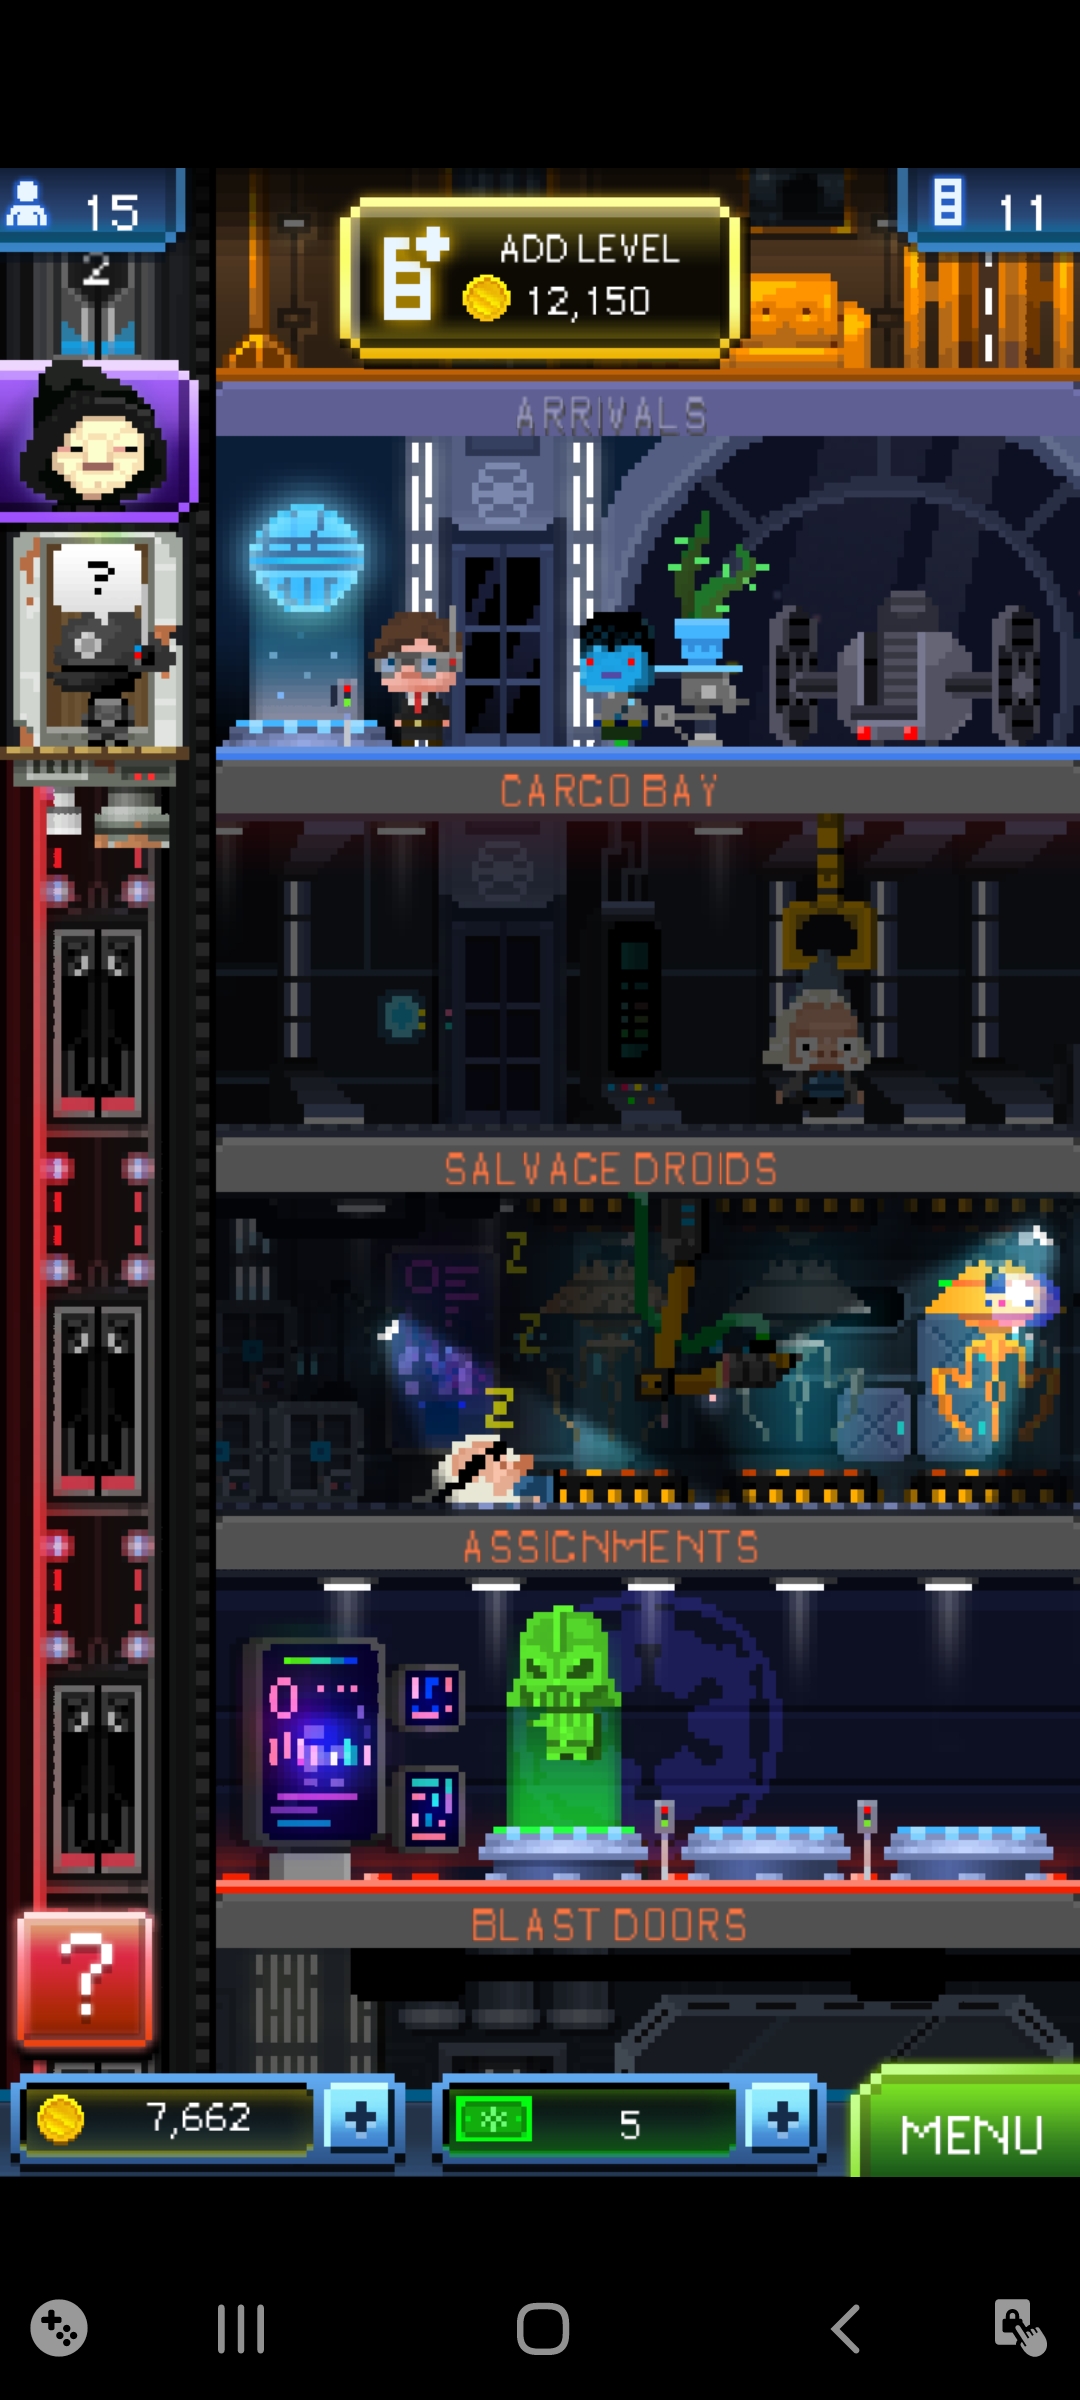 15
ADD LEVEL
12,150
11
2
ARRIVALS
?
CARGO BAY
SALVAGE DROIDS
Z
Z
Z
ASSIGNMENTS
BLAST DOORS
?
7,662
+
5
+
MENU